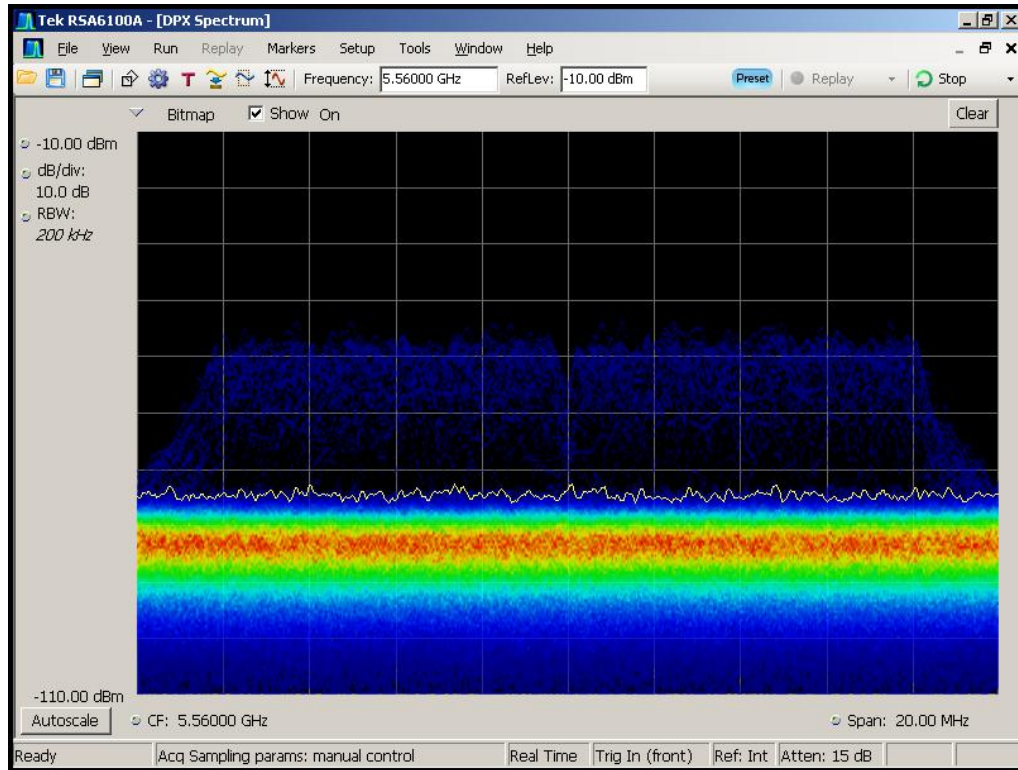 Tek RSA6100A - [DPX Spectrum]
File View Run Replay Markers Setup Tools Window Help
T Frequency: 5.56000 GHz RefLev: -10.00 dBm Preset Replay Stop
Bitmap Show On Clear
-10.00 dBm
dB/div:
10.0 dB
RBW:
200 kHz
-110.00 dBm
Autoscale CF: 5.56000 GHz Span: 20.00 MHz
Ready Acq Sampling params: manual control Real Time Trig In (front) Ref: Int Atten: 15 dB